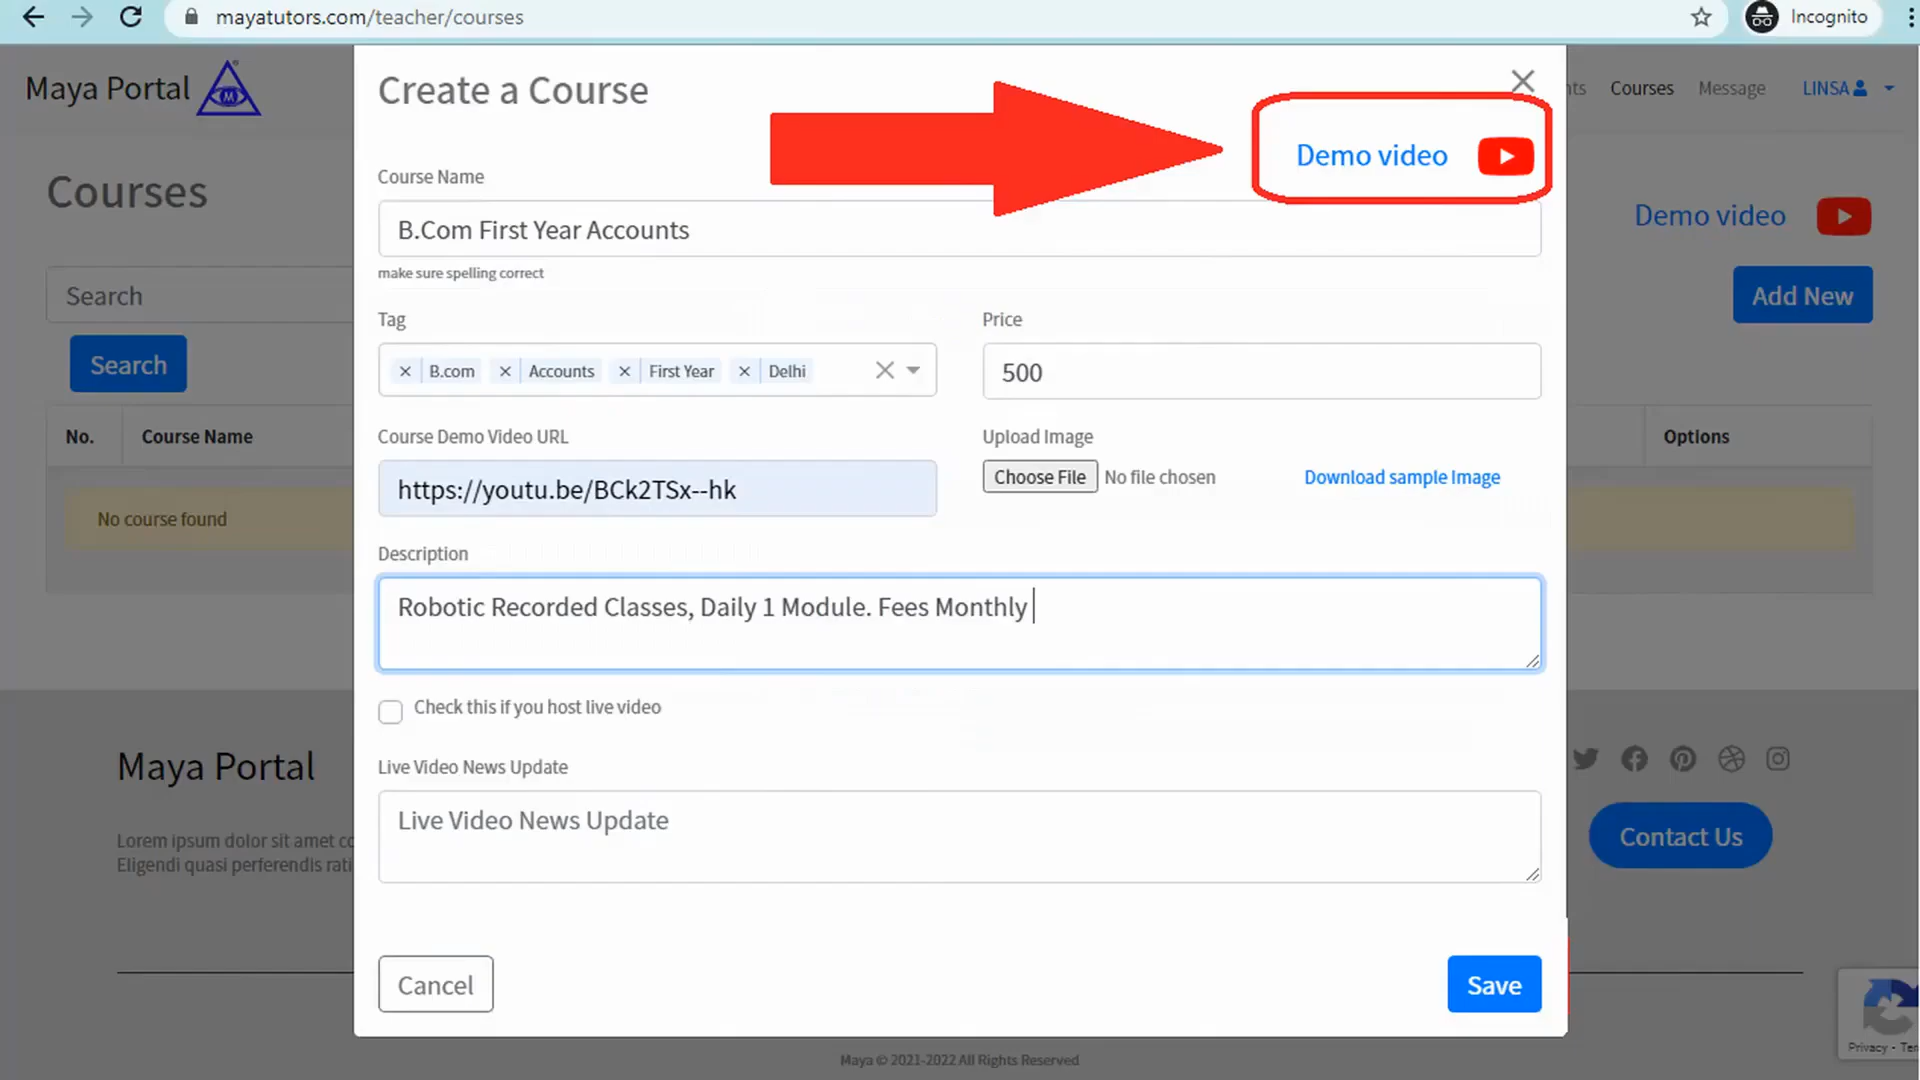 mayatutors.com/teacher/courses
Incognito
Maya Portal
M
Create a Course
nts
Courses
Message
LINSA
Demo video
Courses
Course Name
B.Com First Year Accounts
make sure spelling correct
Demo video
Search
Add New
Tag
Price
Search
B.com
Accounts
First Year
Delhi
500
No.
Course Name
Course Demo Video URL
Upload Image
Options
https://youtu.be/BCk2TSx--hk
Choose File
No file chosen
Download sample Image
No course found
Description
Robotic Recorded Classes, Daily 1 Module. Fees Monthly
Check this if you host live video
Maya Portal
Live Video News Update
Live Video News Update
Lorem ipsum dolor sit amet co
Eligendi quasi perferendis rati
Contact Us
Cancel
Save
Privacy - Ter
Maya © 2021-2022 All Rights Reserved